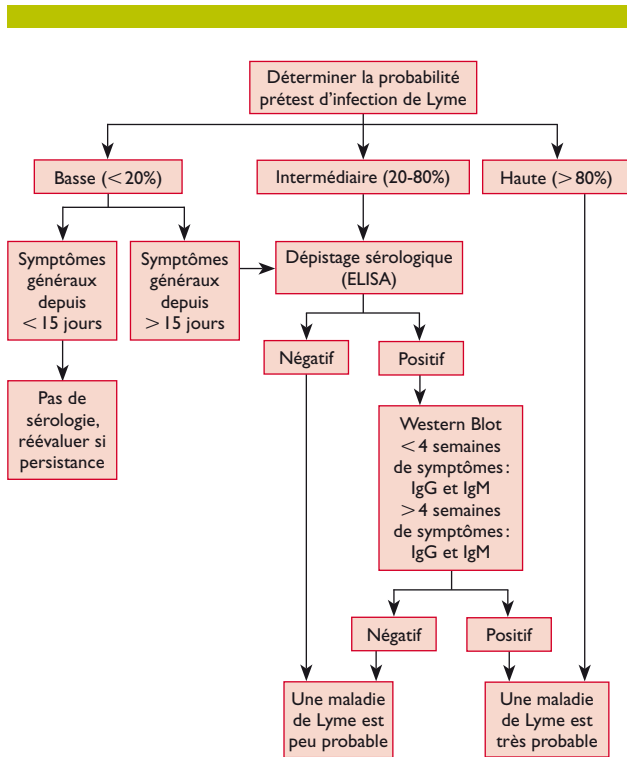 Déterminer la probabilité
prétest d'infection de Lyme
Basse (<20%)
Intermédiaire (20-80%)
Haute (>80%)
Symptômes
généraux
depuis
<15 jours
Symptômes
généraux
depuis
>15 jours
Dépistage sérologique
(ELISA)
Négatif
Positif
Pas de
sérologie,
réévaluer si
persistance
Western Blot
<4 semaines
de symptômes:
IgG et IgM
>4 semaines
de symptômes:
IgG et IgM
Négatif
Positif
Une maladie
de Lyme est
peu probable
Une maladie
de Lyme est
très probable